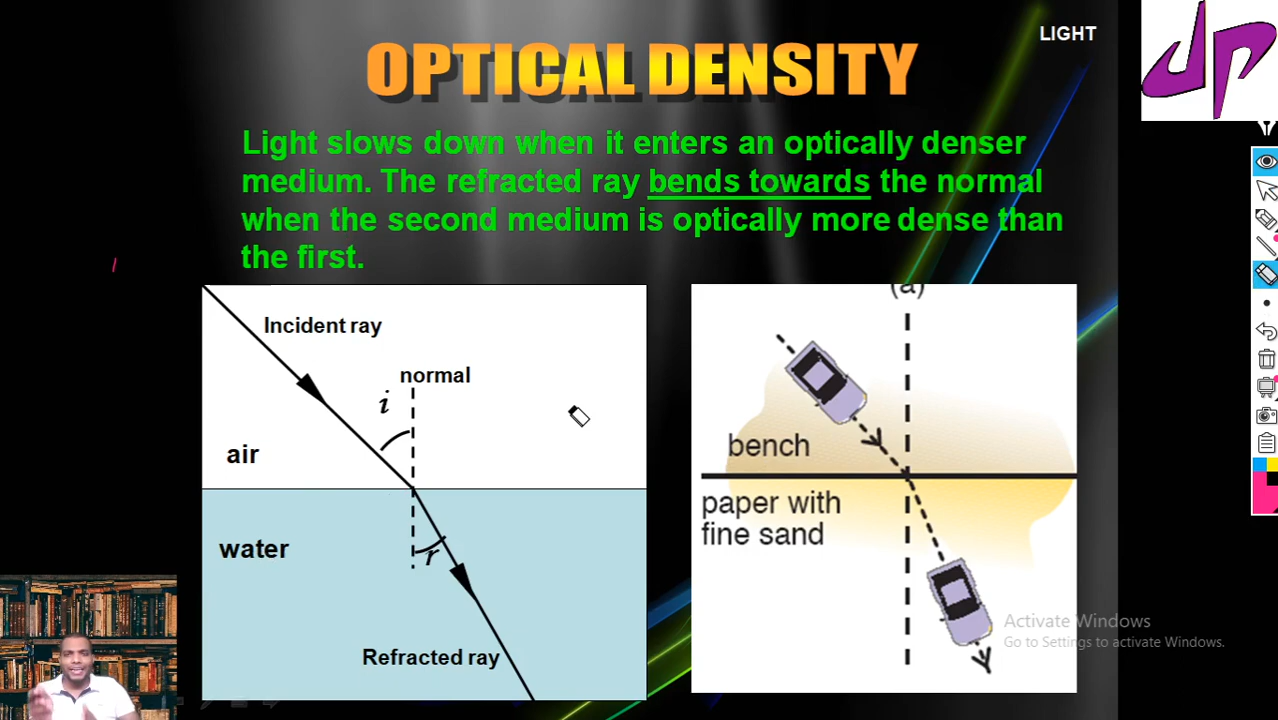 LIGHT
OPTICAL DENSITY
Light slows down when it enters an optically denser
medium. The refracted ray bends towards the normal
when the second medium is optically more dense than
the first.
Incident ray
normal
i
air
water
r
Refracted ray
(a)
bench
paper with
fine sand
dp
Activate Windows
Go to Settings to activate Windows.